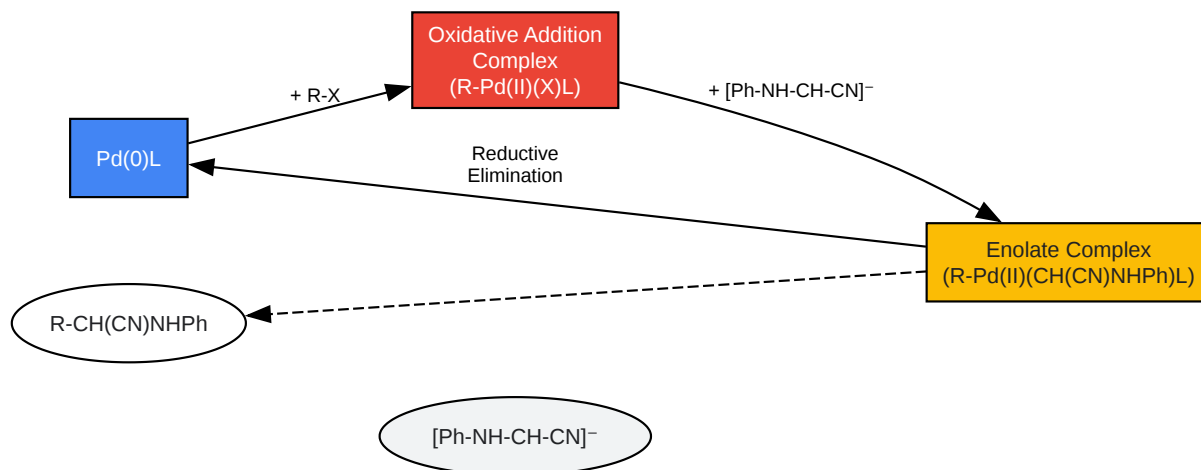 Oxidative Addition
Complex
(R-Pd(II)(X)L)
+ R-X
+ [Ph-NH-CH-CN]⁻
Pd(0)L
Reductive
Elimination
Enolate Complex
(R-Pd(II)(CH(CN)NHPh)L)
R-CH(CN)NHPh
[Ph-NH-CH-CN]⁻